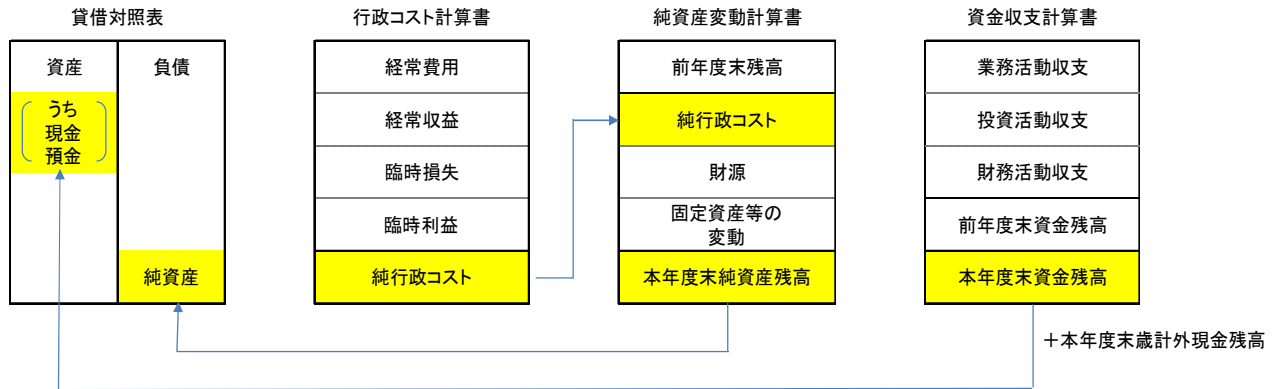 貸借対照表
資産
負債
うち
現金
預金
純資産
行政コスト計算書
経常費用
経常収益
臨時損失
臨時利益
純行政コスト
純資産変動計算書
前年度末残高
純行政コスト
財源
固定資産等の
変動
本年度末純資産残高
資金収支計算書
業務活動収支
投資活動収支
財務活動収支
前年度末資金残高
本年度末資金残高
＋本年度末歳計外現金残高